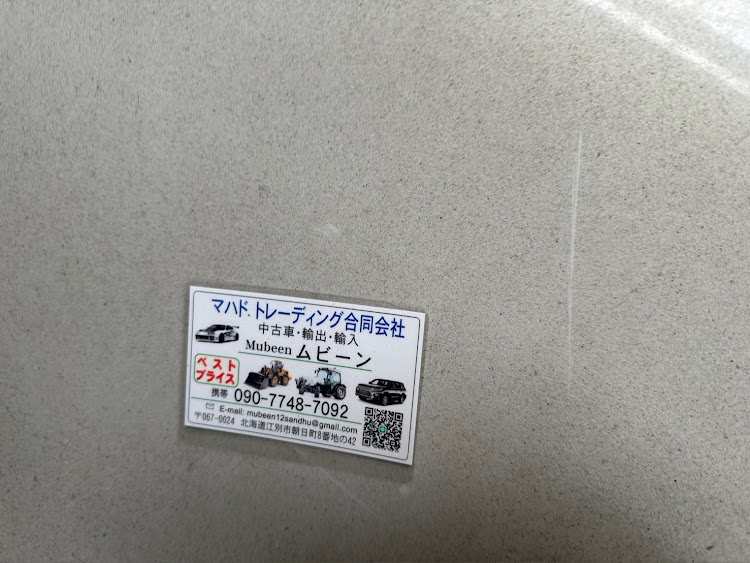 マハド.トレーディング合同会社
中古車・輸出・輸入
Mubeen ムビーン
ベスト
プライス
携帯 090-7748-7092
E-mail: mubeen12sandhu@gmail.com
〒067-0024 北海道江別市朝日町8番地の42